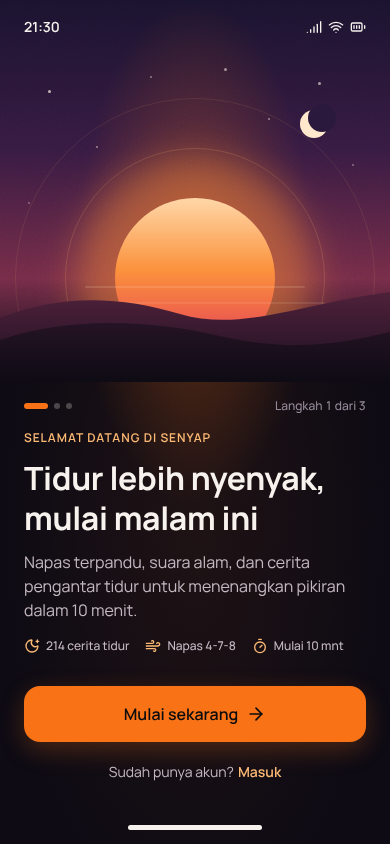 21:30
Langkah 1 dari 3
SELAMAT DATANG DI SENYAP
Tidur lebih nyenyak,
mulai malam ini
Napas terpandu, suara alam, dan cerita
pengantar tidur untuk menenangkan pikiran
dalam 10 menit.
214 cerita tidur Napas 4-7-8 Mulai 10 mnt
Mulai sekarang
Sudah punya akun? Masuk